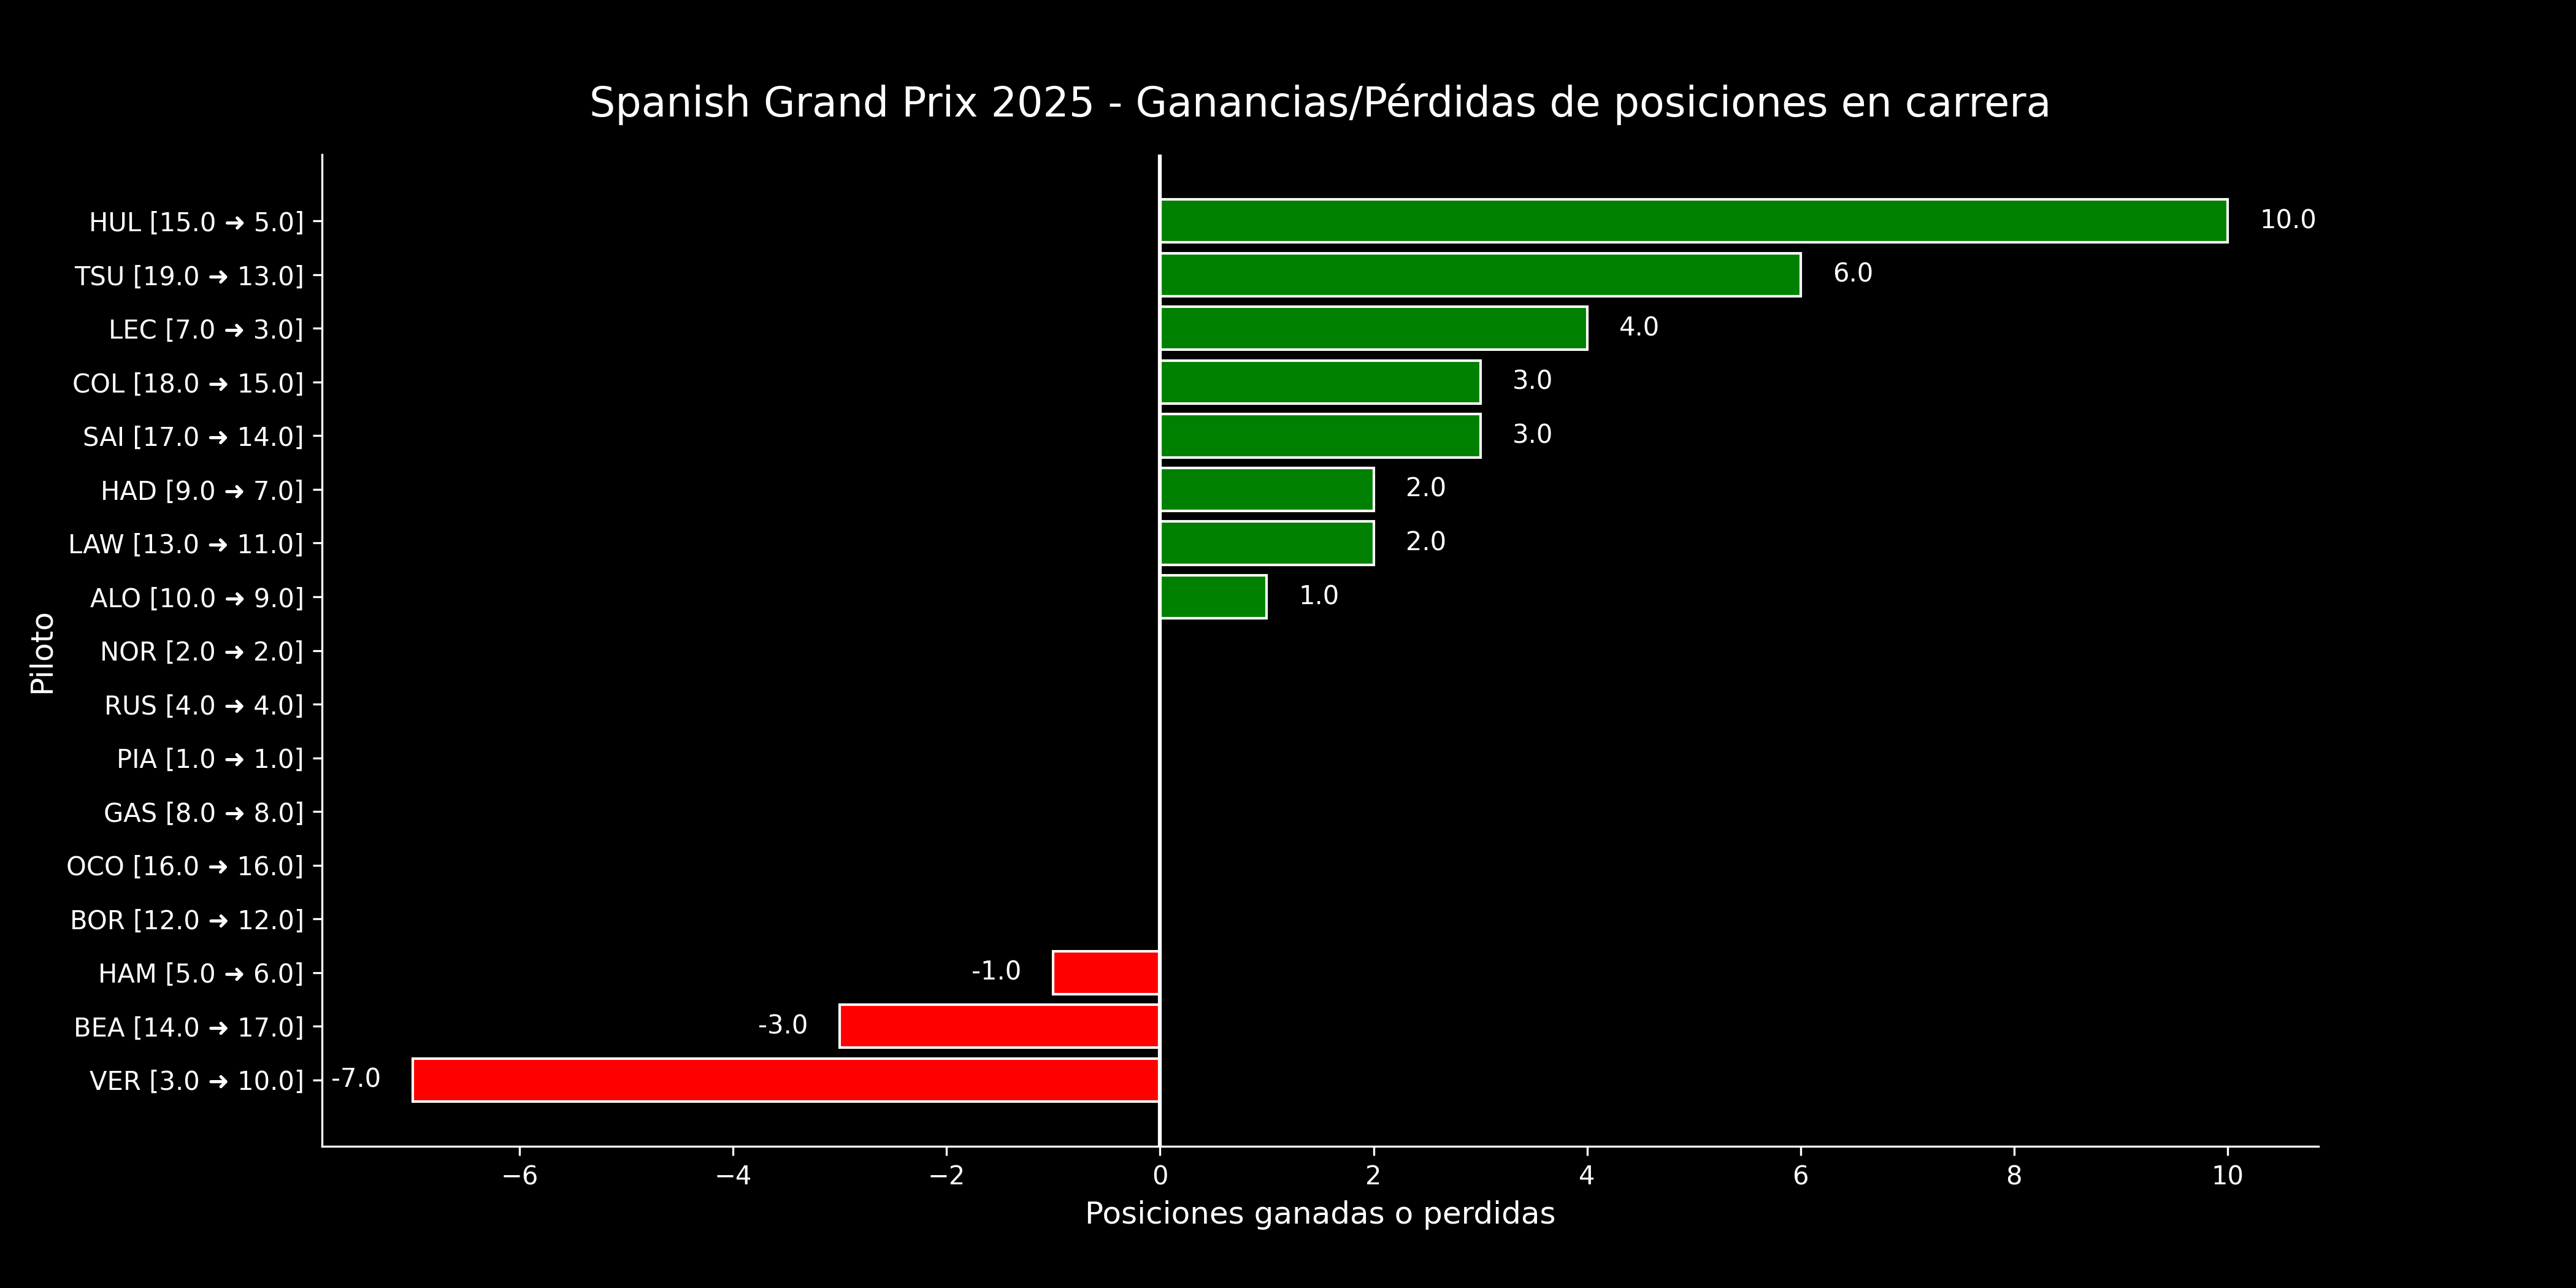 Spanish Grand Prix 2025 - Ganancias/Pérdidas de posiciones en carrera
HUL [15.0 ➜ 5.0] 10.0
TSU [19.0 ➜ 13.0] 6.0
LEC [7.0 ➜ 3.0] 4.0
COL [18.0 ➜ 15.0] 3.0
SAI [17.0 ➜ 14.0] 3.0
HAD [9.0 ➜ 7.0] 2.0
LAW [13.0 ➜ 11.0] 2.0
ALO [10.0 ➜ 9.0] 1.0
NOR [2.0 ➜ 2.0]
RUS [4.0 ➜ 4.0]
PIA [1.0 ➜ 1.0]
GAS [8.0 ➜ 8.0]
OCO [16.0 ➜ 16.0]
BOR [12.0 ➜ 12.0]
HAM [5.0 ➜ 6.0] -1.0
BEA [14.0 ➜ 17.0] -3.0
VER [3.0 ➜ 10.0] -7.0
Piloto
−6 −4 −2 0 2 4 6 8 10
Posiciones ganadas o perdidas